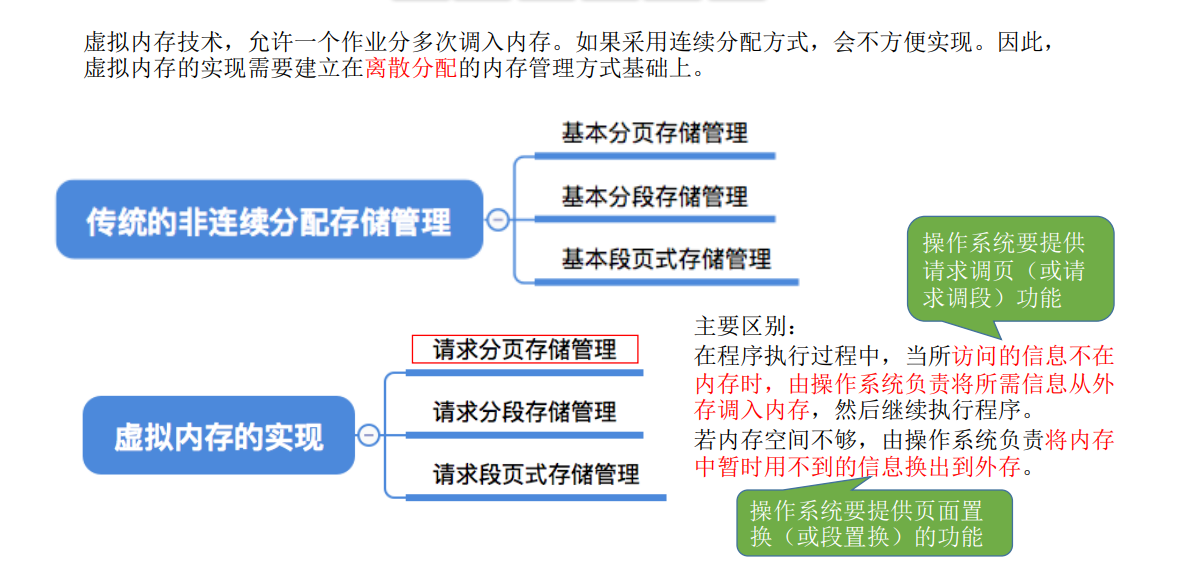 虚拟内存技术，允许一个作业分多次调入内存。如果采用连续分配方式，会不方便实现。因此，
虚拟内存的实现需要建立在离散分配的内存管理方式基础上。
传统的非连续分配存储管理
基本分页存储管理
基本分段存储管理
基本段页式存储管理
虚拟内存的实现
请求分页存储管理
请求分段存储管理
请求段页式存储管理
操作系统要提供
请求调页（或请
求调段）功能
主要区别：
在程序执行过程中，当所访问的信息不在
内存时，由操作系统负责将所需信息从外
存调入内存，然后继续执行程序。
若内存空间不够，由操作系统负责将内存
中暂时用不到的信息换出到外存。
操作系统要提供页面置
换（或段置换）的功能